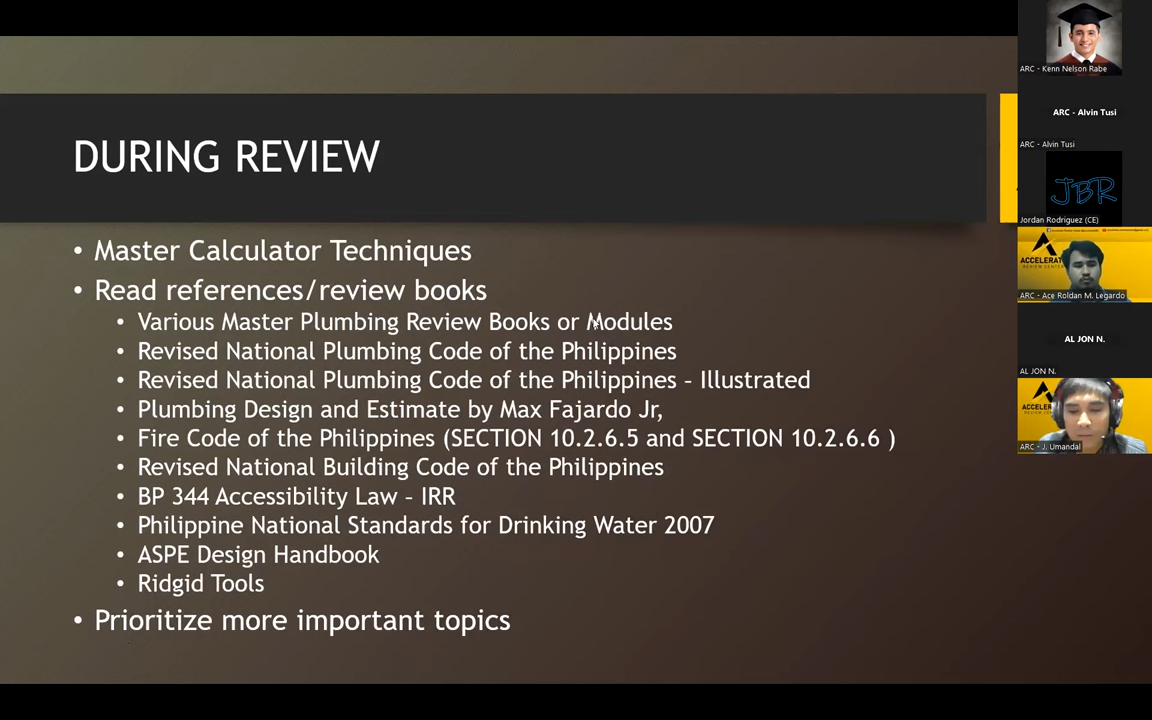 DURING REVIEW
• Master Calculator Techniques
• Read references/review books
• Various Master Plumbing Review Books or Modules
• Revised National Plumbing Code of the Philippines
• Revised National Plumbing Code of the Philippines – Illustrated
• Plumbing Design and Estimate by Max Fajardo Jr,
• Fire Code of the Philippines (SECTION 10.2.6.5 and SECTION 10.2.6.6 )
• Revised National Building Code of the Philippines
• BP 344 Accessibility Law – IRR
• Philippine National Standards for Drinking Water 2007
• ASPE Design Handbook
• Ridgid Tools
• Prioritize more important topics
ARC - Kenn Nelson Rabe
ARC - Alvin Tusi
ARC - Alvin Tusi
JBR
Jordan Rodriguez (CE)
ACCELERAT
REVIEW CENTER
ARC - Ace Roldan M. Legardo
AL JON N.
AL JON N.
ACCELER
REVIEW
ARC - J. Umandal